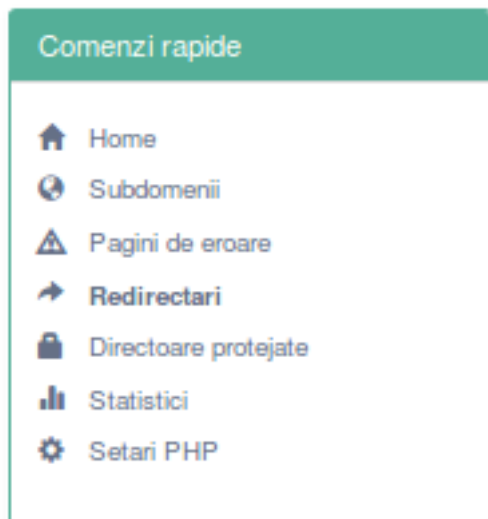 Comenzi rapide
Home
Subdomenii
Pagini de eroare
Redirectari
Directoare protejate
Statistici
Setari PHP